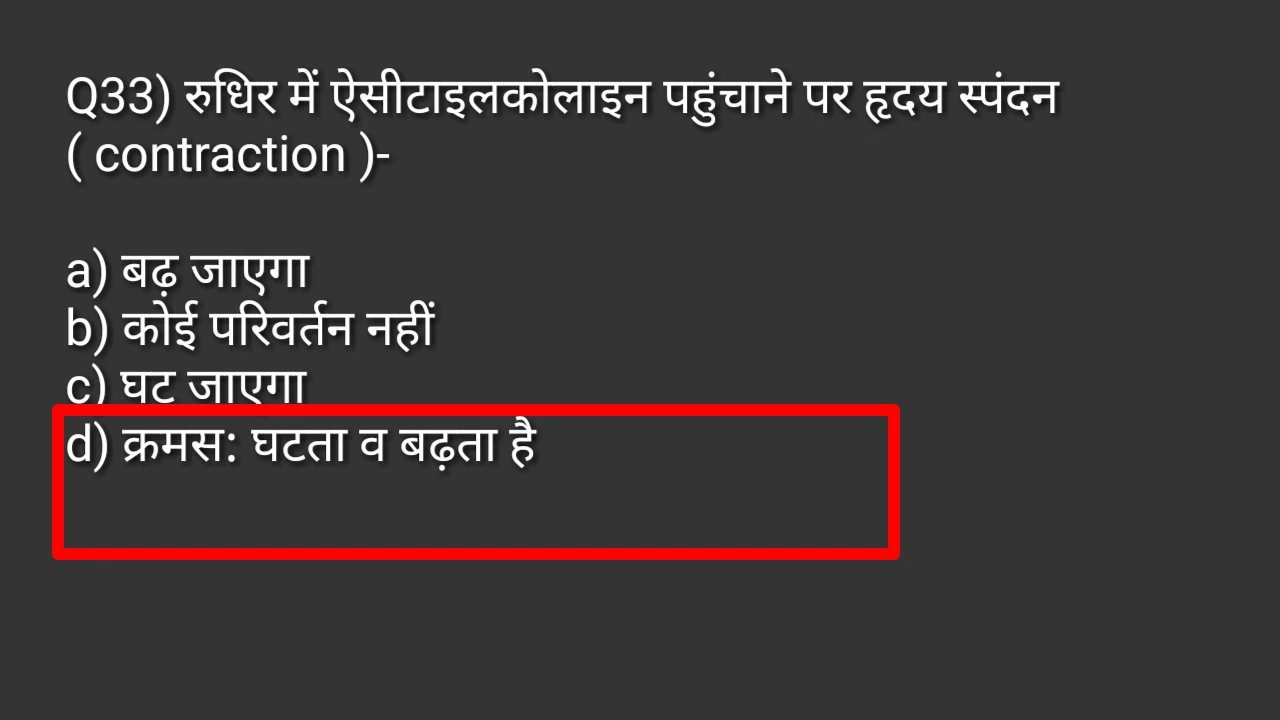 Q33) रुधिर में ऐसीटाइलकोलाइन पहुंचाने पर हृदय स्पंदन
( contraction )-
a) बढ़ जाएगा
b) कोई परिवर्तन नहीं
c) घट जाएगा
d) क्रमस: घटता व बढ़ता है